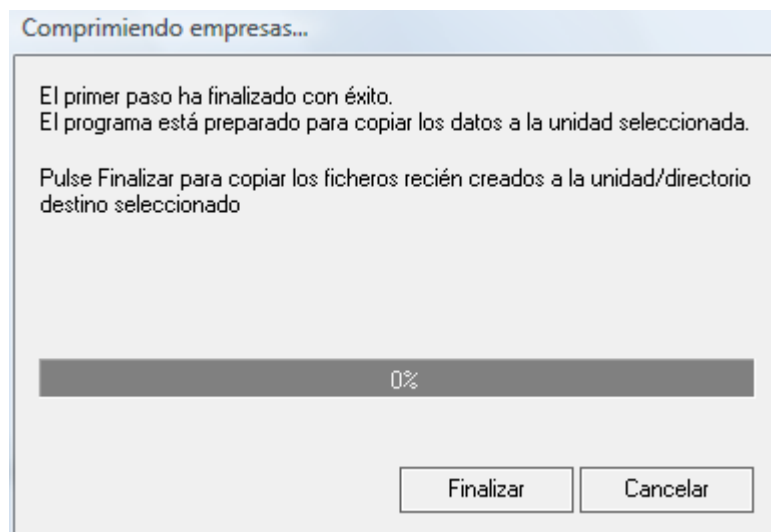 Comprimiendo empresas...
El primer paso ha finalizado con éxito.
El programa está preparado para copiar los datos a la unidad seleccionada.
Pulse Finalizar para copiar los ficheros recién creados a la unidad/directorio
destino seleccionado
0%
Finalizar
Cancelar